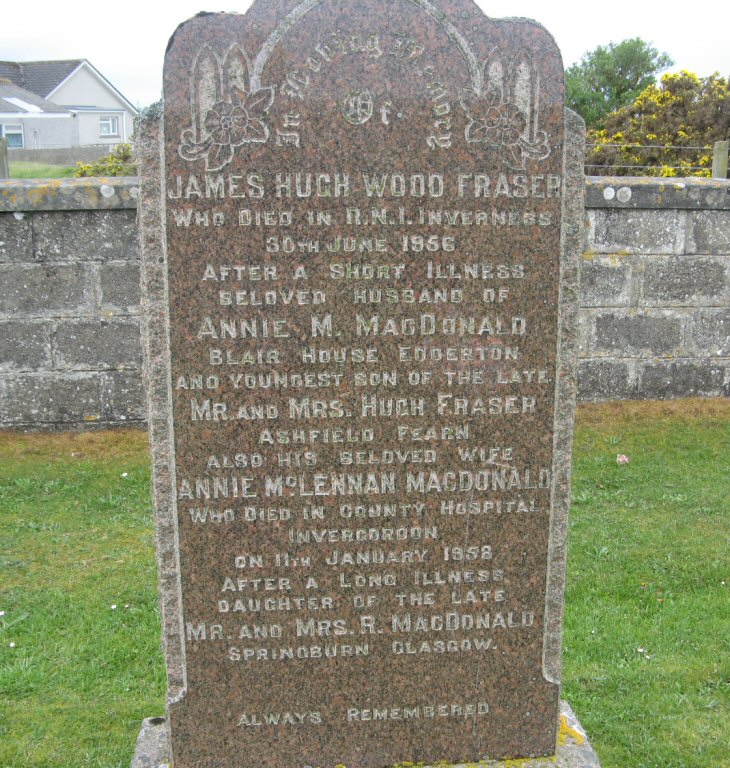 In Loving Memory
Of.
JAMES HUGH WOOD FRASER
WHO DIED IN R.N.I. INVERNESS
30TH JUNE 1956
AFTER A SHORT ILLNESS
BELOVED HUSBAND OF
ANNIE M. MACDONALD
BLAIR HOUSE EDDERTON
AND YOUNGEST SON OF THE LATE
MR. AND MRS. HUGH FRASER
ASHFIELD FEARN
ALSO HIS BELOVED WIFE
ANNIE MCLENNAN MACDONALD
WHO DIED IN COUNTY HOSPITAL
INVERGORDON
ON 11TH JANUARY 1958
AFTER A LONG ILLNESS
DAUGHTER OF THE LATE
MR. AND MRS. R. MACDONALD
SPRINGBURN GLASGOW.
ALWAYS REMEMBERED